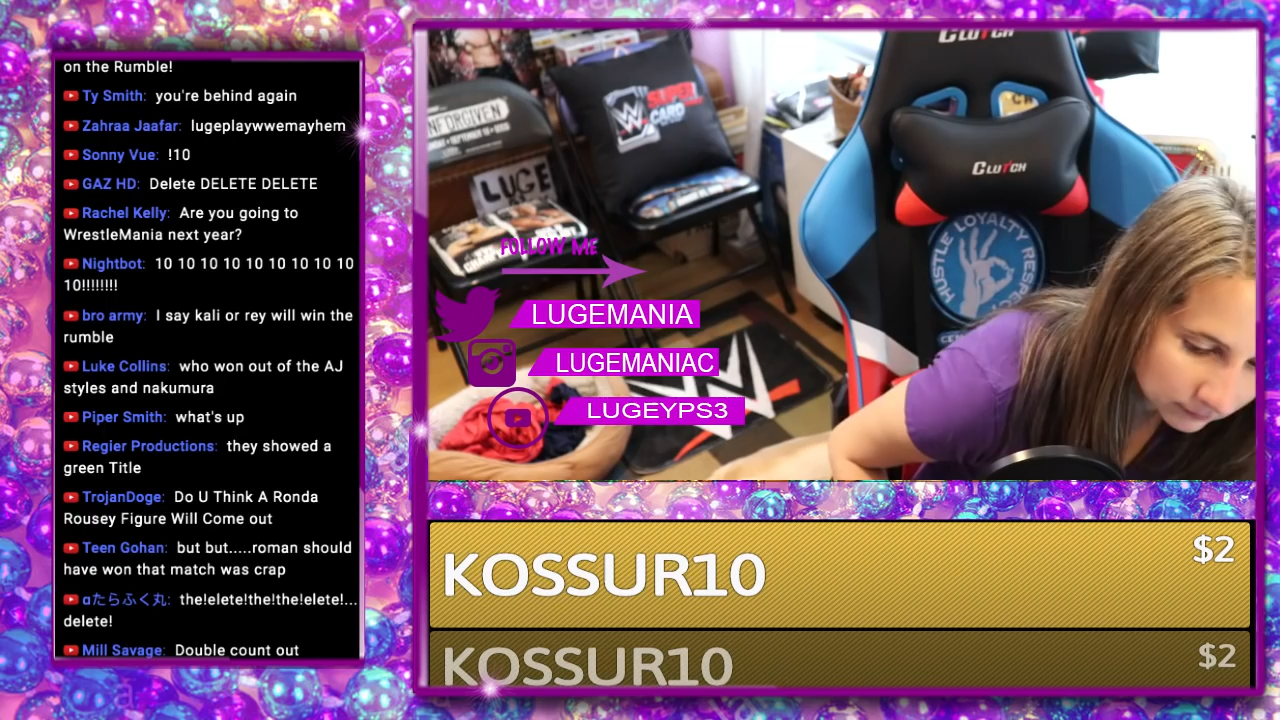 on the Rumble!
Ty Smith: you're behind again
Zahraa Jaafar: lugeplaywwemayhem
Sonny Vue: !10
GAZ HD: Delete DELETE DELETE
Rachel Kelly: Are you going to
WrestleMania next year?
Nightbot: 10 10 10 10 10 10 10 10 10
10!!!!!!!!
bro army: I say kali or rey will win the
rumble
Luke Collins: who won out of the AJ
styles and nakumura
Piper Smith: what's up
Regier Productions: they showed a
green Title
TrojanDoge: Do U Think A Ronda
Rousey Figure Will Come out
Teen Gohan: but but.....roman should
have won that match was crap
αたらふく丸: the!elete!the!the!elete!...
delete!
Mill Savage: Double count out
CLUTCH
NFORGIVEN
SUPER
CARD
LUGE
CLUTCH
HUSTLE LOYALTY RESPEC
FOLLOW ME
LUGEMANIA
LUGEMANIAC
LUGEYPS3
KOSSUR10
$2
KOSSUR10
$2